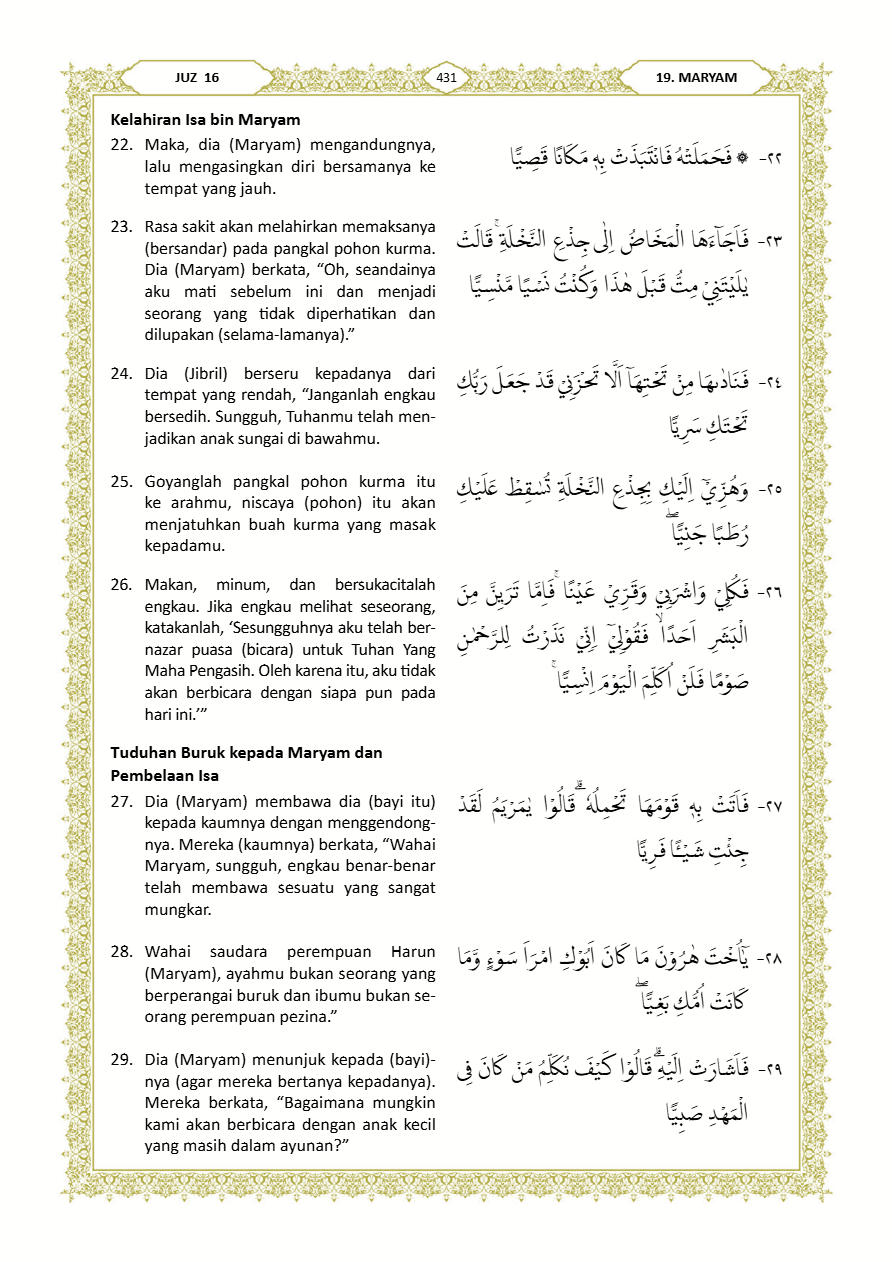 JUZ 16
431
19. MARYAM
Kelahiran Isa bin Maryam
22. Maka, dia (Maryam) mengandungnya,
lalu mengasingkan diri bersamanya ke
tempat yang jauh.
٢٢- ۞ فَحَمَلَتْهُ فَانْتَبَذَتْ بِهٖ مَكَانًا قَصِيًّا
23. Rasa sakit akan melahirkan memaksanya
(bersandar) pada pangkal pohon kurma.
Dia (Maryam) berkata, “Oh, seandainya
aku mati sebelum ini dan menjadi
seorang yang tidak diperhatikan dan
dilupakan (selama-lamanya).”
٢٣- فَاَجَاۤءَهَا الْمَخَاضُ اِلٰى جِذْعِ النَّخْلَةِۚ قَالَتْ
يٰلَيْتَنِيْ مِتُّ قَبْلَ هٰذَا وَكُنْتُ نَسْيًا مَّنْسِيًّا
24. Dia (Jibril) berseru kepadanya dari
tempat yang rendah, “Janganlah engkau
bersedih. Sungguh, Tuhanmu telah men-
jadikan anak sungai di bawahmu.
٢٤- فَنَادٰىهَا مِنْ تَحْتِهَآ اَلَّا تَحْزَنِيْ قَدْ جَعَلَ رَبُّكِ
تَحْتَكِ سَرِيًّا
25. Goyanglah pangkal pohon kurma itu
ke arahmu, niscaya (pohon) itu akan
menjatuhkan buah kurma yang masak
kepadamu.
٢٥- وَهُزِّيْٓ اِلَيْكِ بِجِذْعِ النَّخْلَةِ تُسٰقِطْ عَلَيْكِ
رُطَبًا جَنِيًّاۖ
26. Makan, minum, dan bersukacitalah
engkau. Jika engkau melihat seseorang,
katakanlah, ‘Sesungguhnya aku telah ber-
nazar puasa (bicara) untuk Tuhan Yang
Maha Pengasih. Oleh karena itu, aku tidak
akan berbicara dengan siapa pun pada
hari ini.’”
٢٦- فَكُلِيْ وَاشْرَبِيْ وَقَرِّيْ عَيْنًاۚ فَاِمَّا تَرَيِنَّ مِنَ
الْبَشَرِ اَحَدًاۙ فَقُوْلِيْٓ اِنِّيْ نَذَرْتُ لِلرَّحْمٰنِ
صَوْمًا فَلَنْ اُكَلِّمَ الْيَوْمَ اِنْسِيًّاۚ
Tuduhan Buruk kepada Maryam dan
Pembelaan Isa
27. Dia (Maryam) membawa dia (bayi itu)
kepada kaumnya dengan menggendong-
nya. Mereka (kaumnya) berkata, “Wahai
Maryam, sungguh, engkau benar-benar
telah membawa sesuatu yang sangat
mungkar.
٢٧- فَاَتَتْ بِهٖ قَوْمَهَا تَحْمِلُهٗۗ قَالُوْا يٰمَرْيَمُ لَقَدْ
جِئْتِ شَيْـًٔا فَرِيًّا
28. Wahai saudara perempuan Harun
(Maryam), ayahmu bukan seorang yang
berperangai buruk dan ibumu bukan se-
orang perempuan pezina.”
٢٨- يٰٓاُخْتَ هٰرُوْنَ مَا كَانَ اَبُوْكِ امْرَاَ سَوْءٍ وَّمَا
كَانَتْ اُمُّكِ بَغِيًّاۖ
29. Dia (Maryam) menunjuk kepada (bayi)-
nya (agar mereka bertanya kepadanya).
Mereka berkata, “Bagaimana mungkin
kami akan berbicara dengan anak kecil
yang masih dalam ayunan?”
٢٩- فَاَشَارَتْ اِلَيْهِۗ قَالُوْا كَيْفَ نُكَلِّمُ مَنْ كَانَ فِى
الْمَهْدِ صَبِيًّا